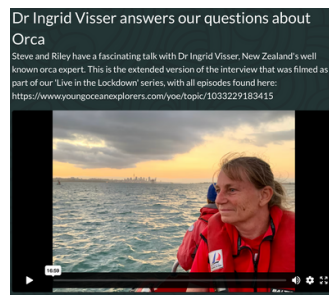 Dr Ingrid Visser answers our questions about
Orca
Steve and Riley have a fascinating talk with Dr Ingrid Visser, New Zealand's well
known orca expert. This is the extended version of the interview that was filmed as
part of our 'Live in the Lockdown' series, with all episodes found here:
https://www.youngoceanexplorers.com/yoe/topic/1033229183415
16:59